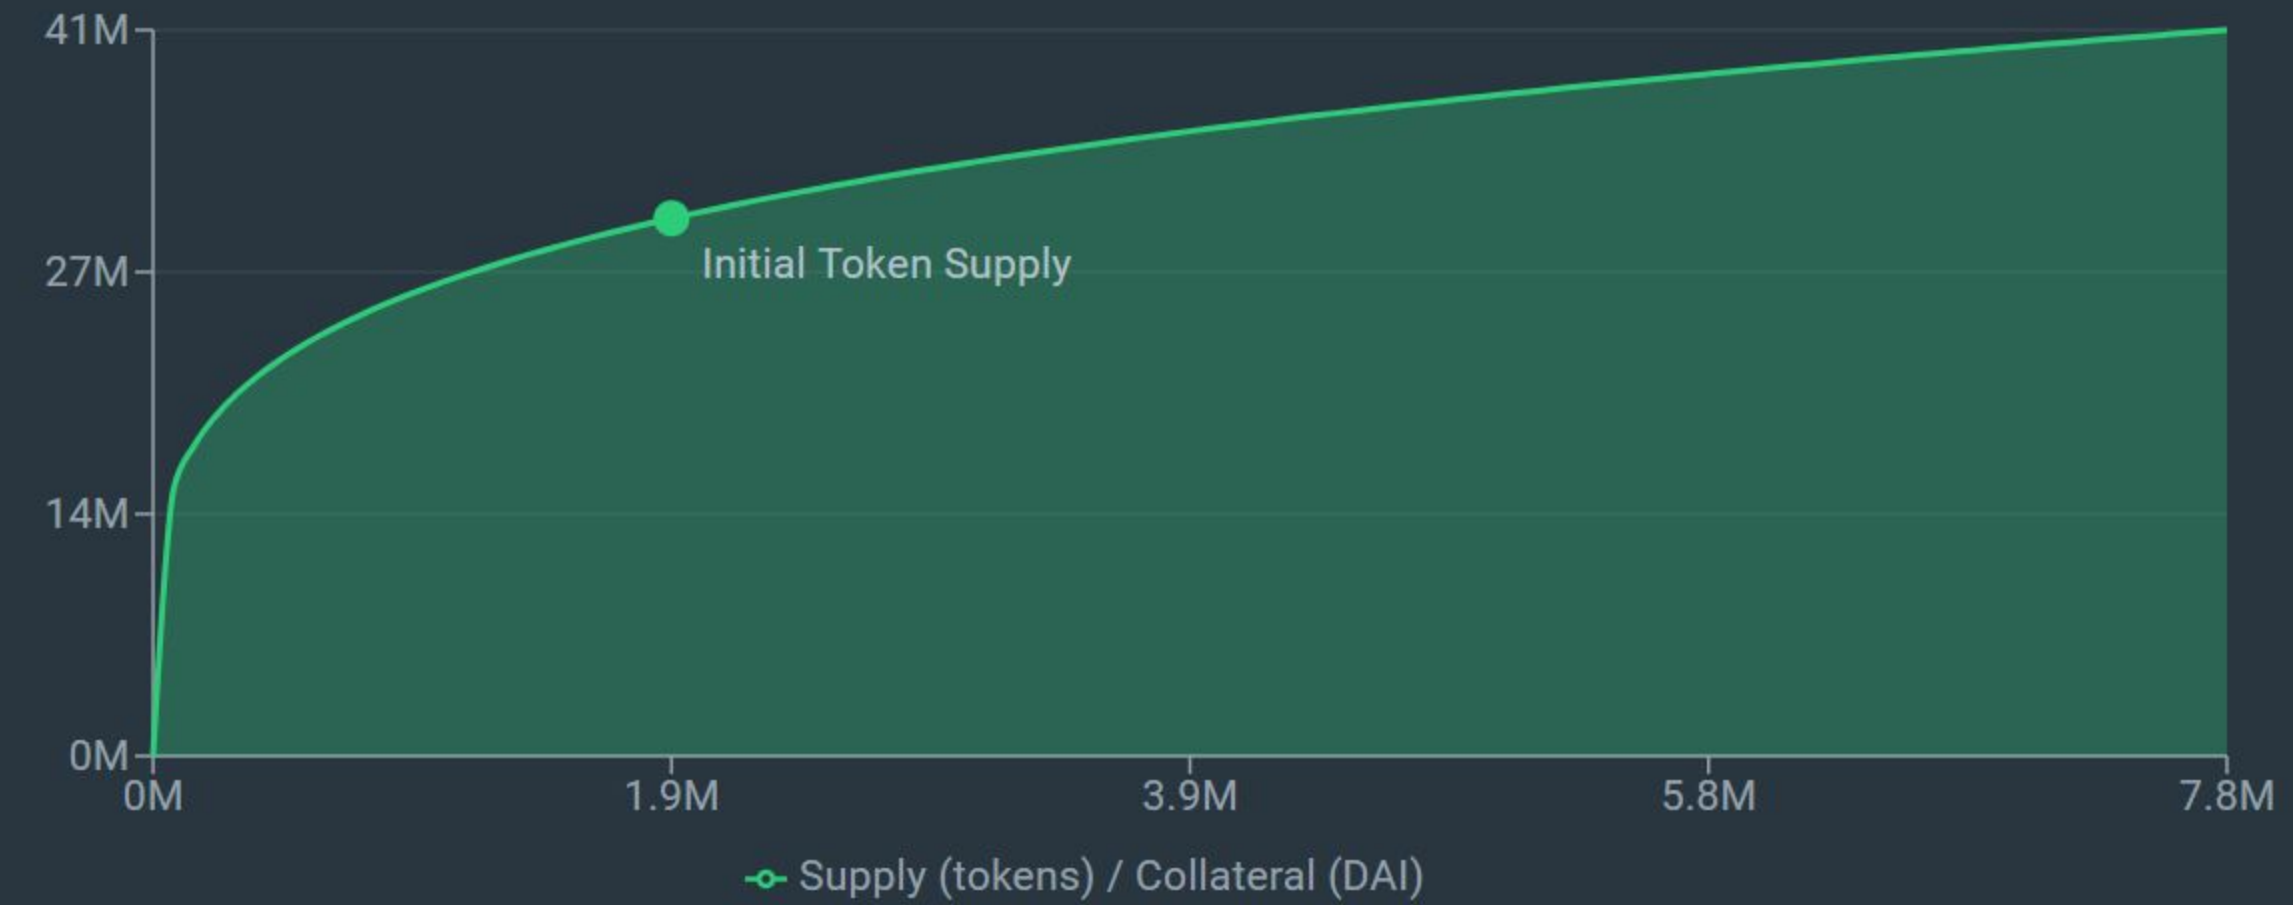 41M
27M
Initial Token Supply
14M
0M
0M 1.9M 3.9M 5.8M 7.8M
Supply (tokens) / Collateral (DAI)